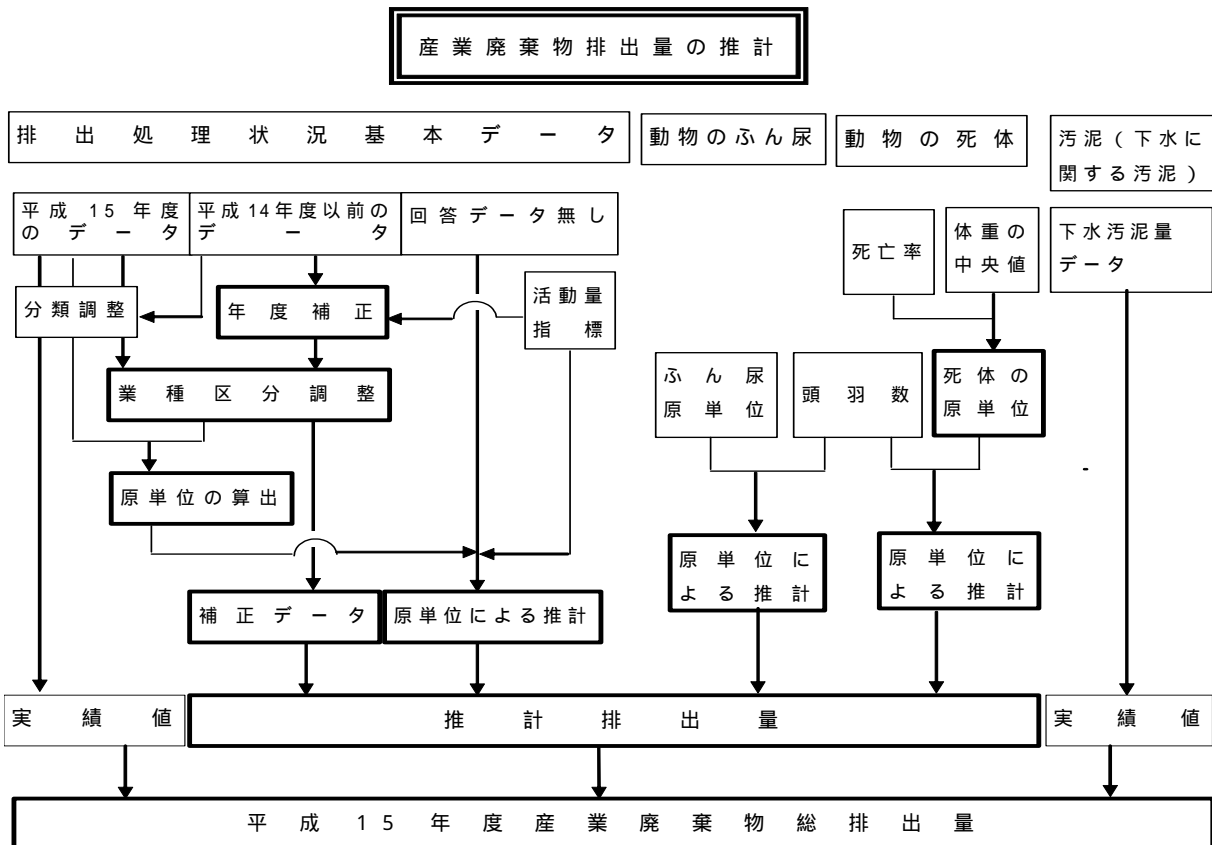 産業廃棄物排出量の推計
排出処理状況基本データ
動物のふん尿
動物の死体
汚泥(下水に
関する汚泥)
平成15年度
のデータ
平成14年度以前の
データ
回答データ無し
死亡率
体重の
中央値
下水汚泥量
データ
分類調整
年度補正
活動量
指標
業種区分調整
ふん尿
原単位
頭羽数
死体の
原単位
原単位の算出
原単位に
よる推計
原単位に
よる推計
補正データ
原単位による推計
実績値
推計排出量
実績値
平成15年度産業廃棄物総排出量